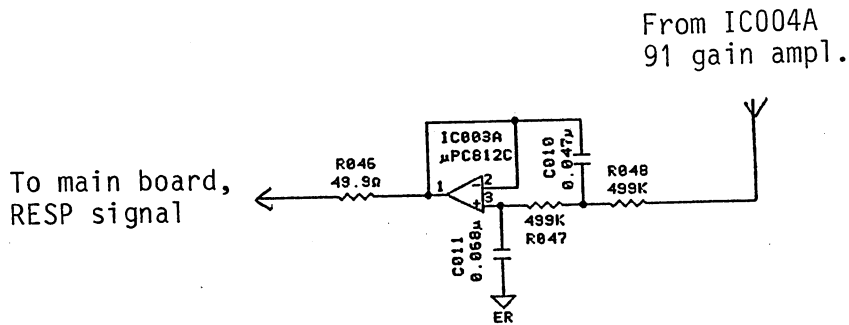 From IC004A
91 gain ampl.
IC003A
µPC812C
C010
0.047µ
R046
49.9Ω
To main board,
RESP signal
1
2
3
R048
499K
499K
R047
C011
0.068µ
ER